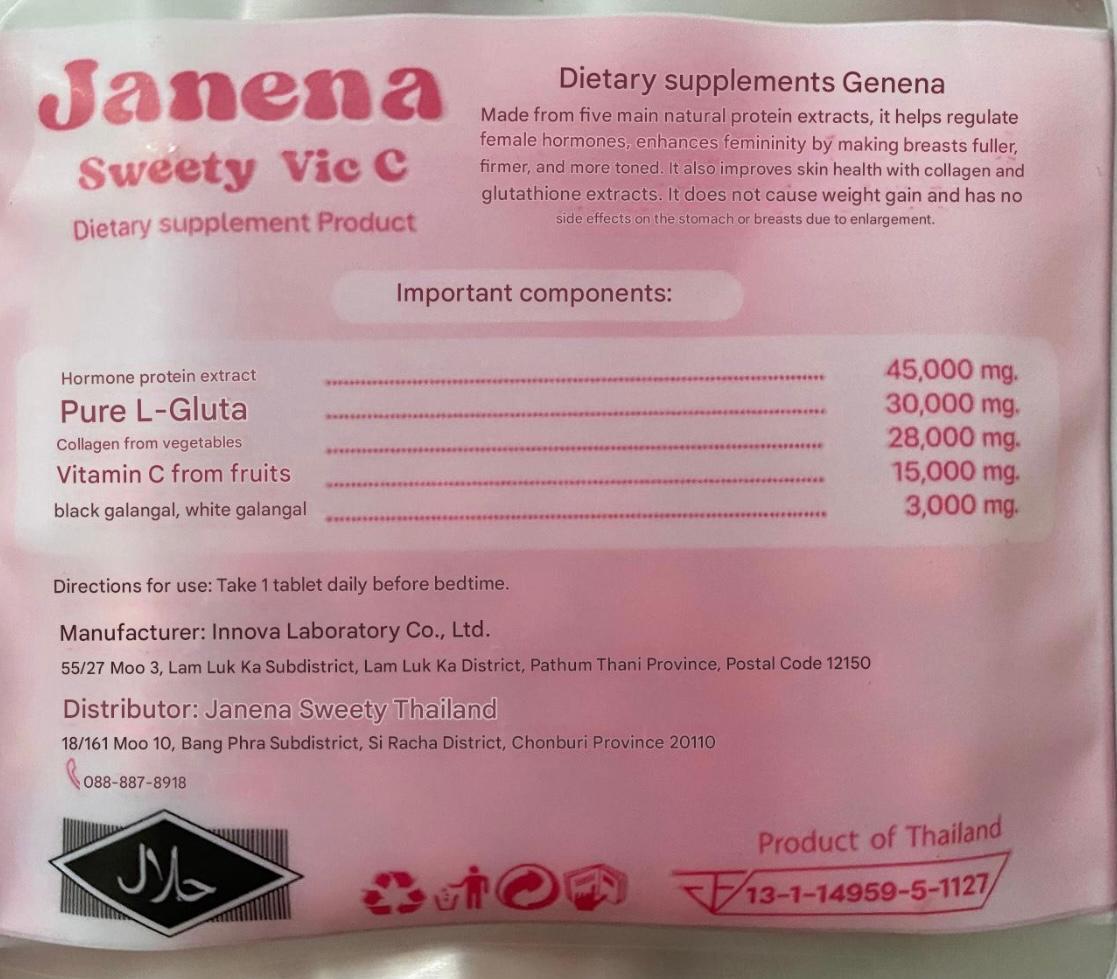 Janena
Sweety Vic C
Dietary supplement Product
Dietary supplements Genena
Made from five main natural protein extracts, it helps regulate
female hormones, enhances femininity by making breasts fuller,
firmer, and more toned. It also improves skin health with collagen and
glutathione extracts. It does not cause weight gain and has no
side effects on the stomach or breasts due to enlargement.
Important components:
Hormone protein extract ........ 45,000 mg.
Pure L-Gluta ........ 30,000 mg.
Collagen from vegetables ........ 28,000 mg.
Vitamin C from fruits ........ 15,000 mg.
black galangal, white galangal ........ 3,000 mg.
Directions for use: Take 1 tablet daily before bedtime.
Manufacturer: Innova Laboratory Co., Ltd.
55/27 Moo 3, Lam Luk Ka Subdistrict, Lam Luk Ka District, Pathum Thani Province, Postal Code 12150
Distributor: Janena Sweety Thailand
18/161 Moo 10, Bang Phra Subdistrict, Si Racha District, Chonburi Province 20110
088-887-8918
حلال
Product of Thailand
13-1-14959-5-1127